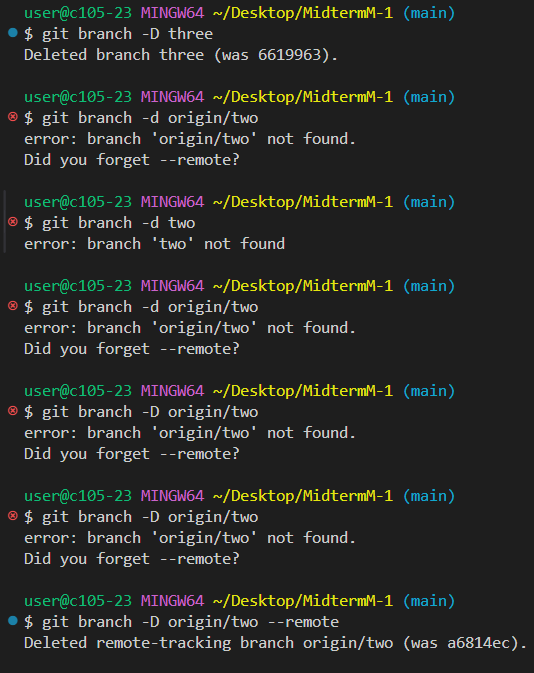 user@c105-23 MINGW64 ~/Desktop/MidtermM-1 (main)
$ git branch -D three
Deleted branch three (was 6619963).
user@c105-23 MINGW64 ~/Desktop/MidtermM-1 (main)
$ git branch -d origin/two
error: branch 'origin/two' not found.
Did you forget --remote?
user@c105-23 MINGW64 ~/Desktop/MidtermM-1 (main)
$ git branch -d two
error: branch 'two' not found
user@c105-23 MINGW64 ~/Desktop/MidtermM-1 (main)
$ git branch -d origin/two
error: branch 'origin/two' not found.
Did you forget --remote?
user@c105-23 MINGW64 ~/Desktop/MidtermM-1 (main)
$ git branch -D origin/two
error: branch 'origin/two' not found.
Did you forget --remote?
user@c105-23 MINGW64 ~/Desktop/MidtermM-1 (main)
$ git branch -D origin/two
error: branch 'origin/two' not found.
Did you forget --remote?
user@c105-23 MINGW64 ~/Desktop/MidtermM-1 (main)
$ git branch -D origin/two --remote
Deleted remote-tracking branch origin/two (was a6814ec).